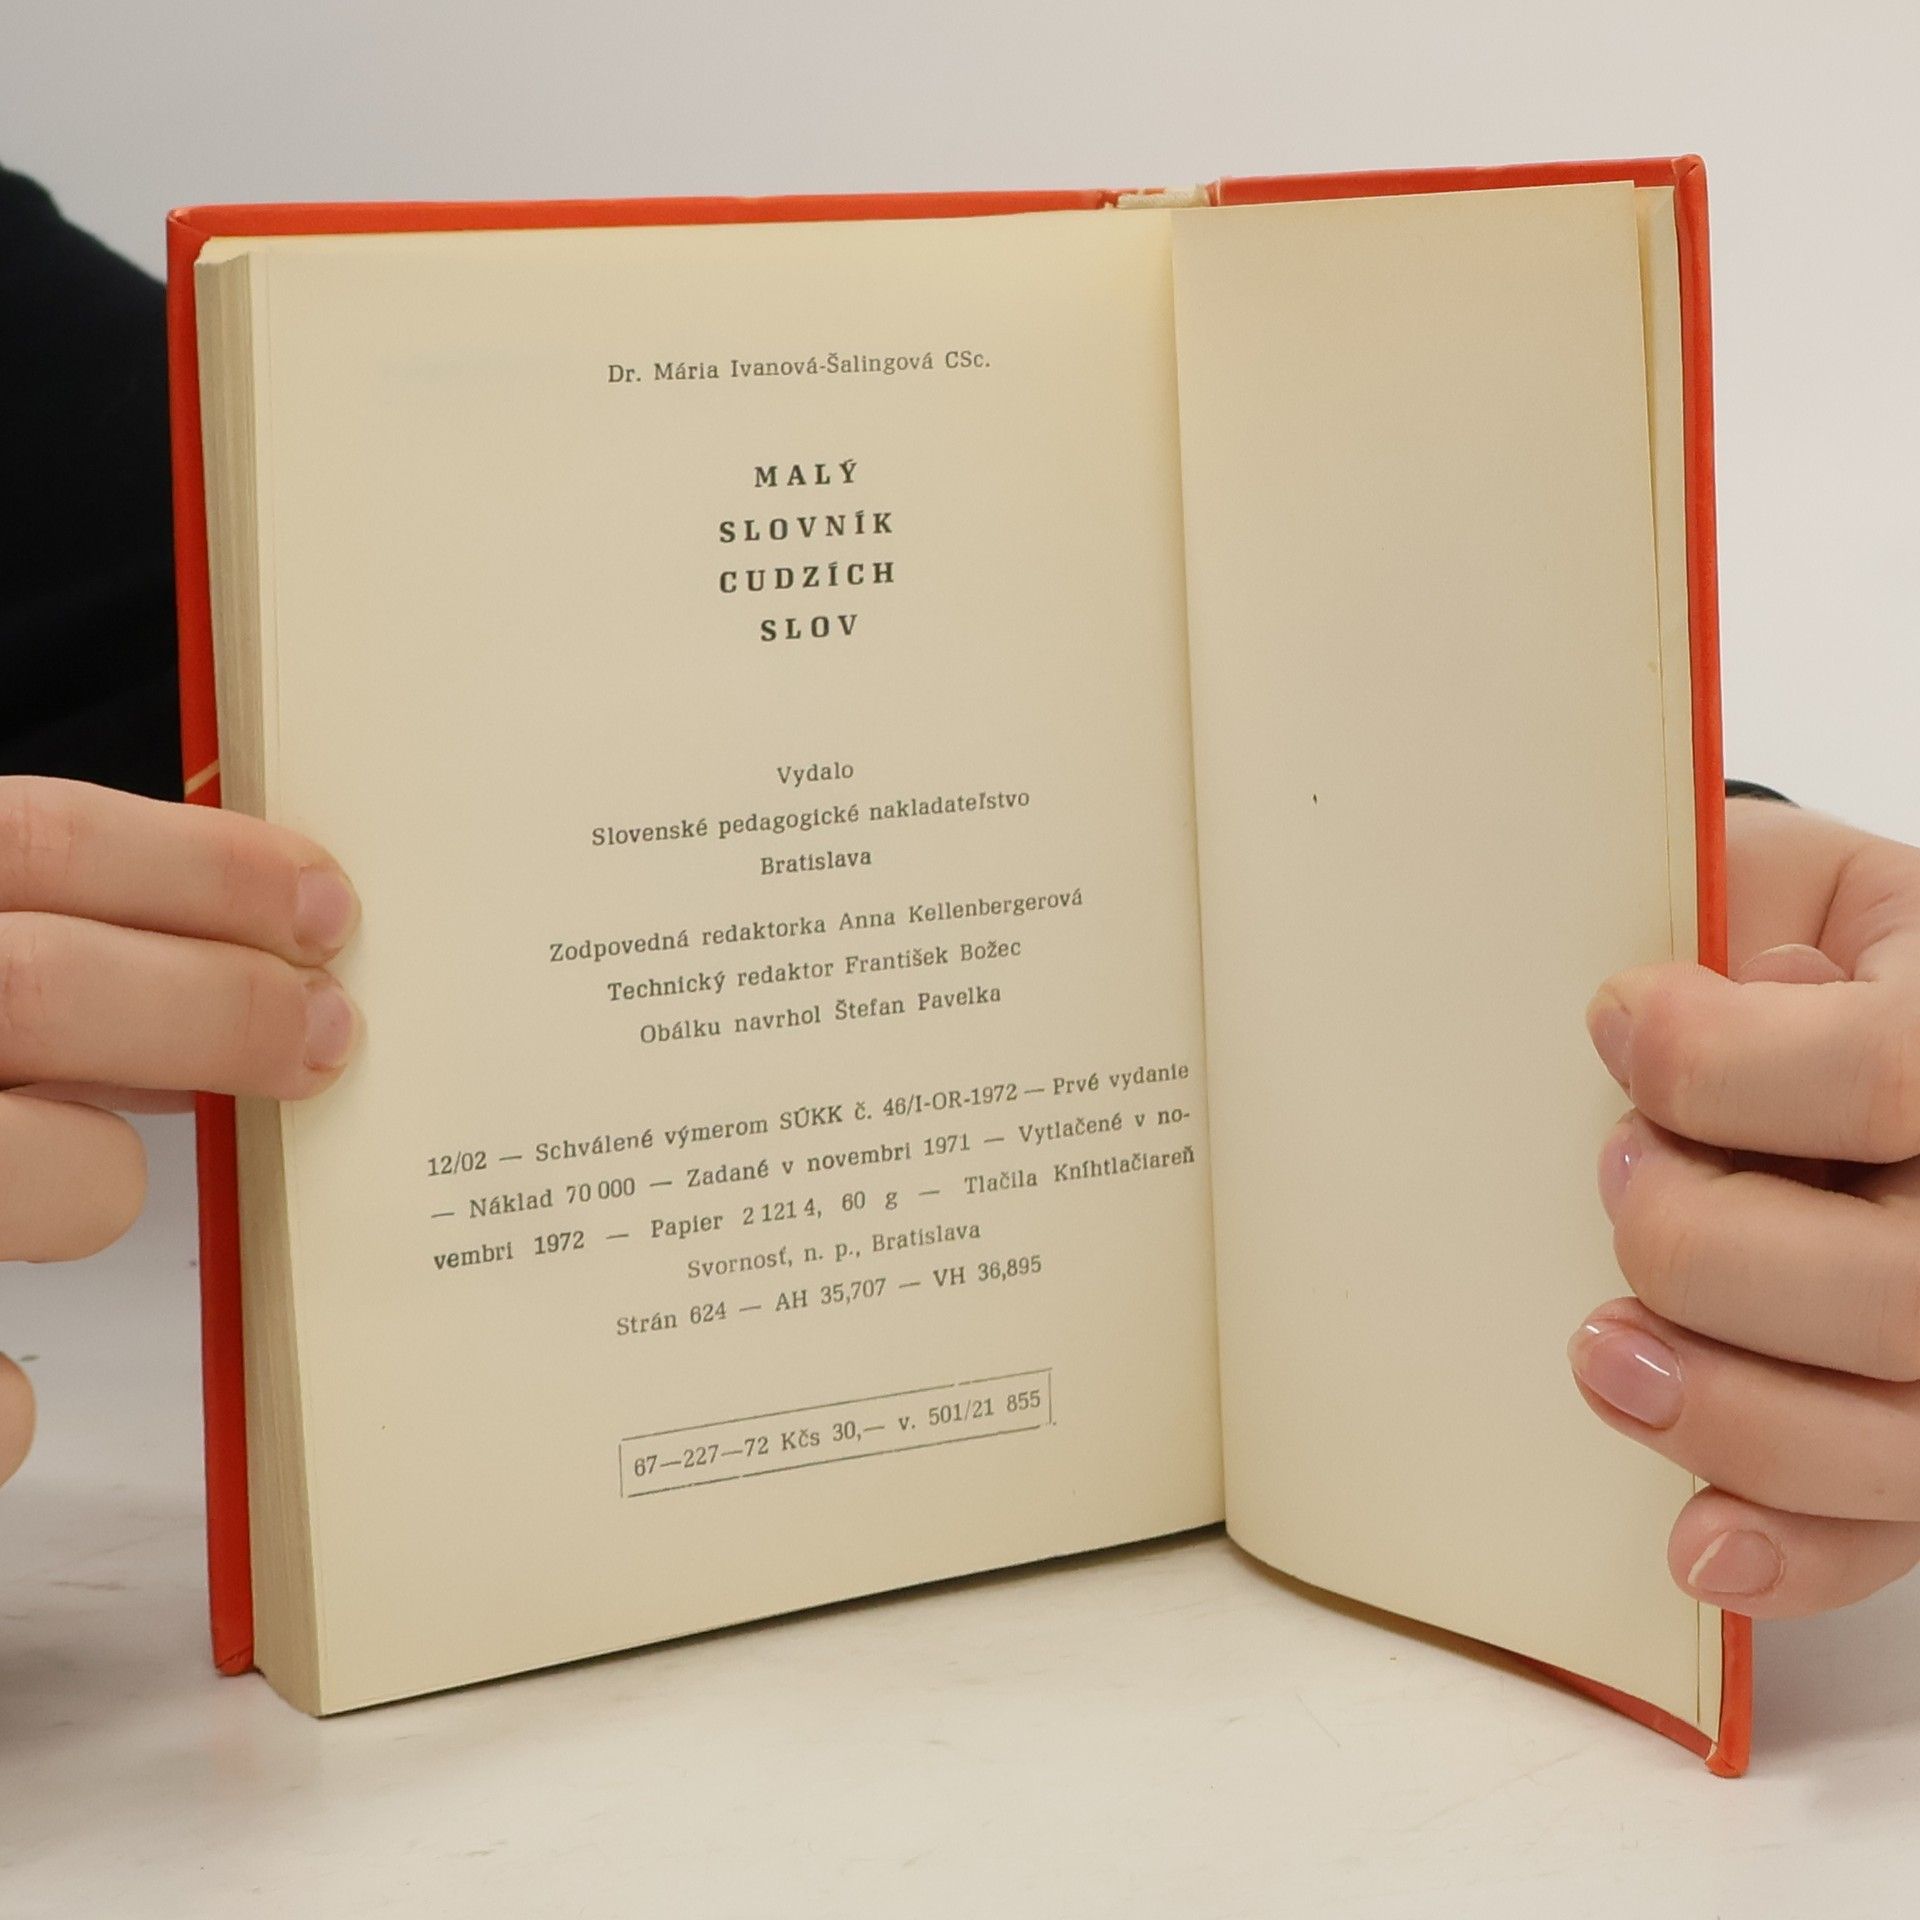 Dr. Mária Ivanová-Šalingová CSc.
MALÝ
SLOVNÍK
CUDZÍCH
SLOV
Vydalo
Slovenské pedagogické nakladateľstvo
Bratislava
Zodpovedná redaktorka Anna Kellenbergerová
Technický redaktor František Božec
Obálku navrhol Štefan Pavelka
12/02 — Schválené výmerom SÚKK č. 46/I-OR-1972 — Prvé vydanie
— Náklad 70 000 — Zadané v novembri 1971 — Vytlačené v no-
vembri 1972 — Papier 2 121 4, 60 g — Tlačila Kníhtlačiareň
Svornosť, n. p., Bratislava
Strán 624 — AH 35,707 — VH 36,895
67—227—72 Kčs 30,— v. 501/21 855